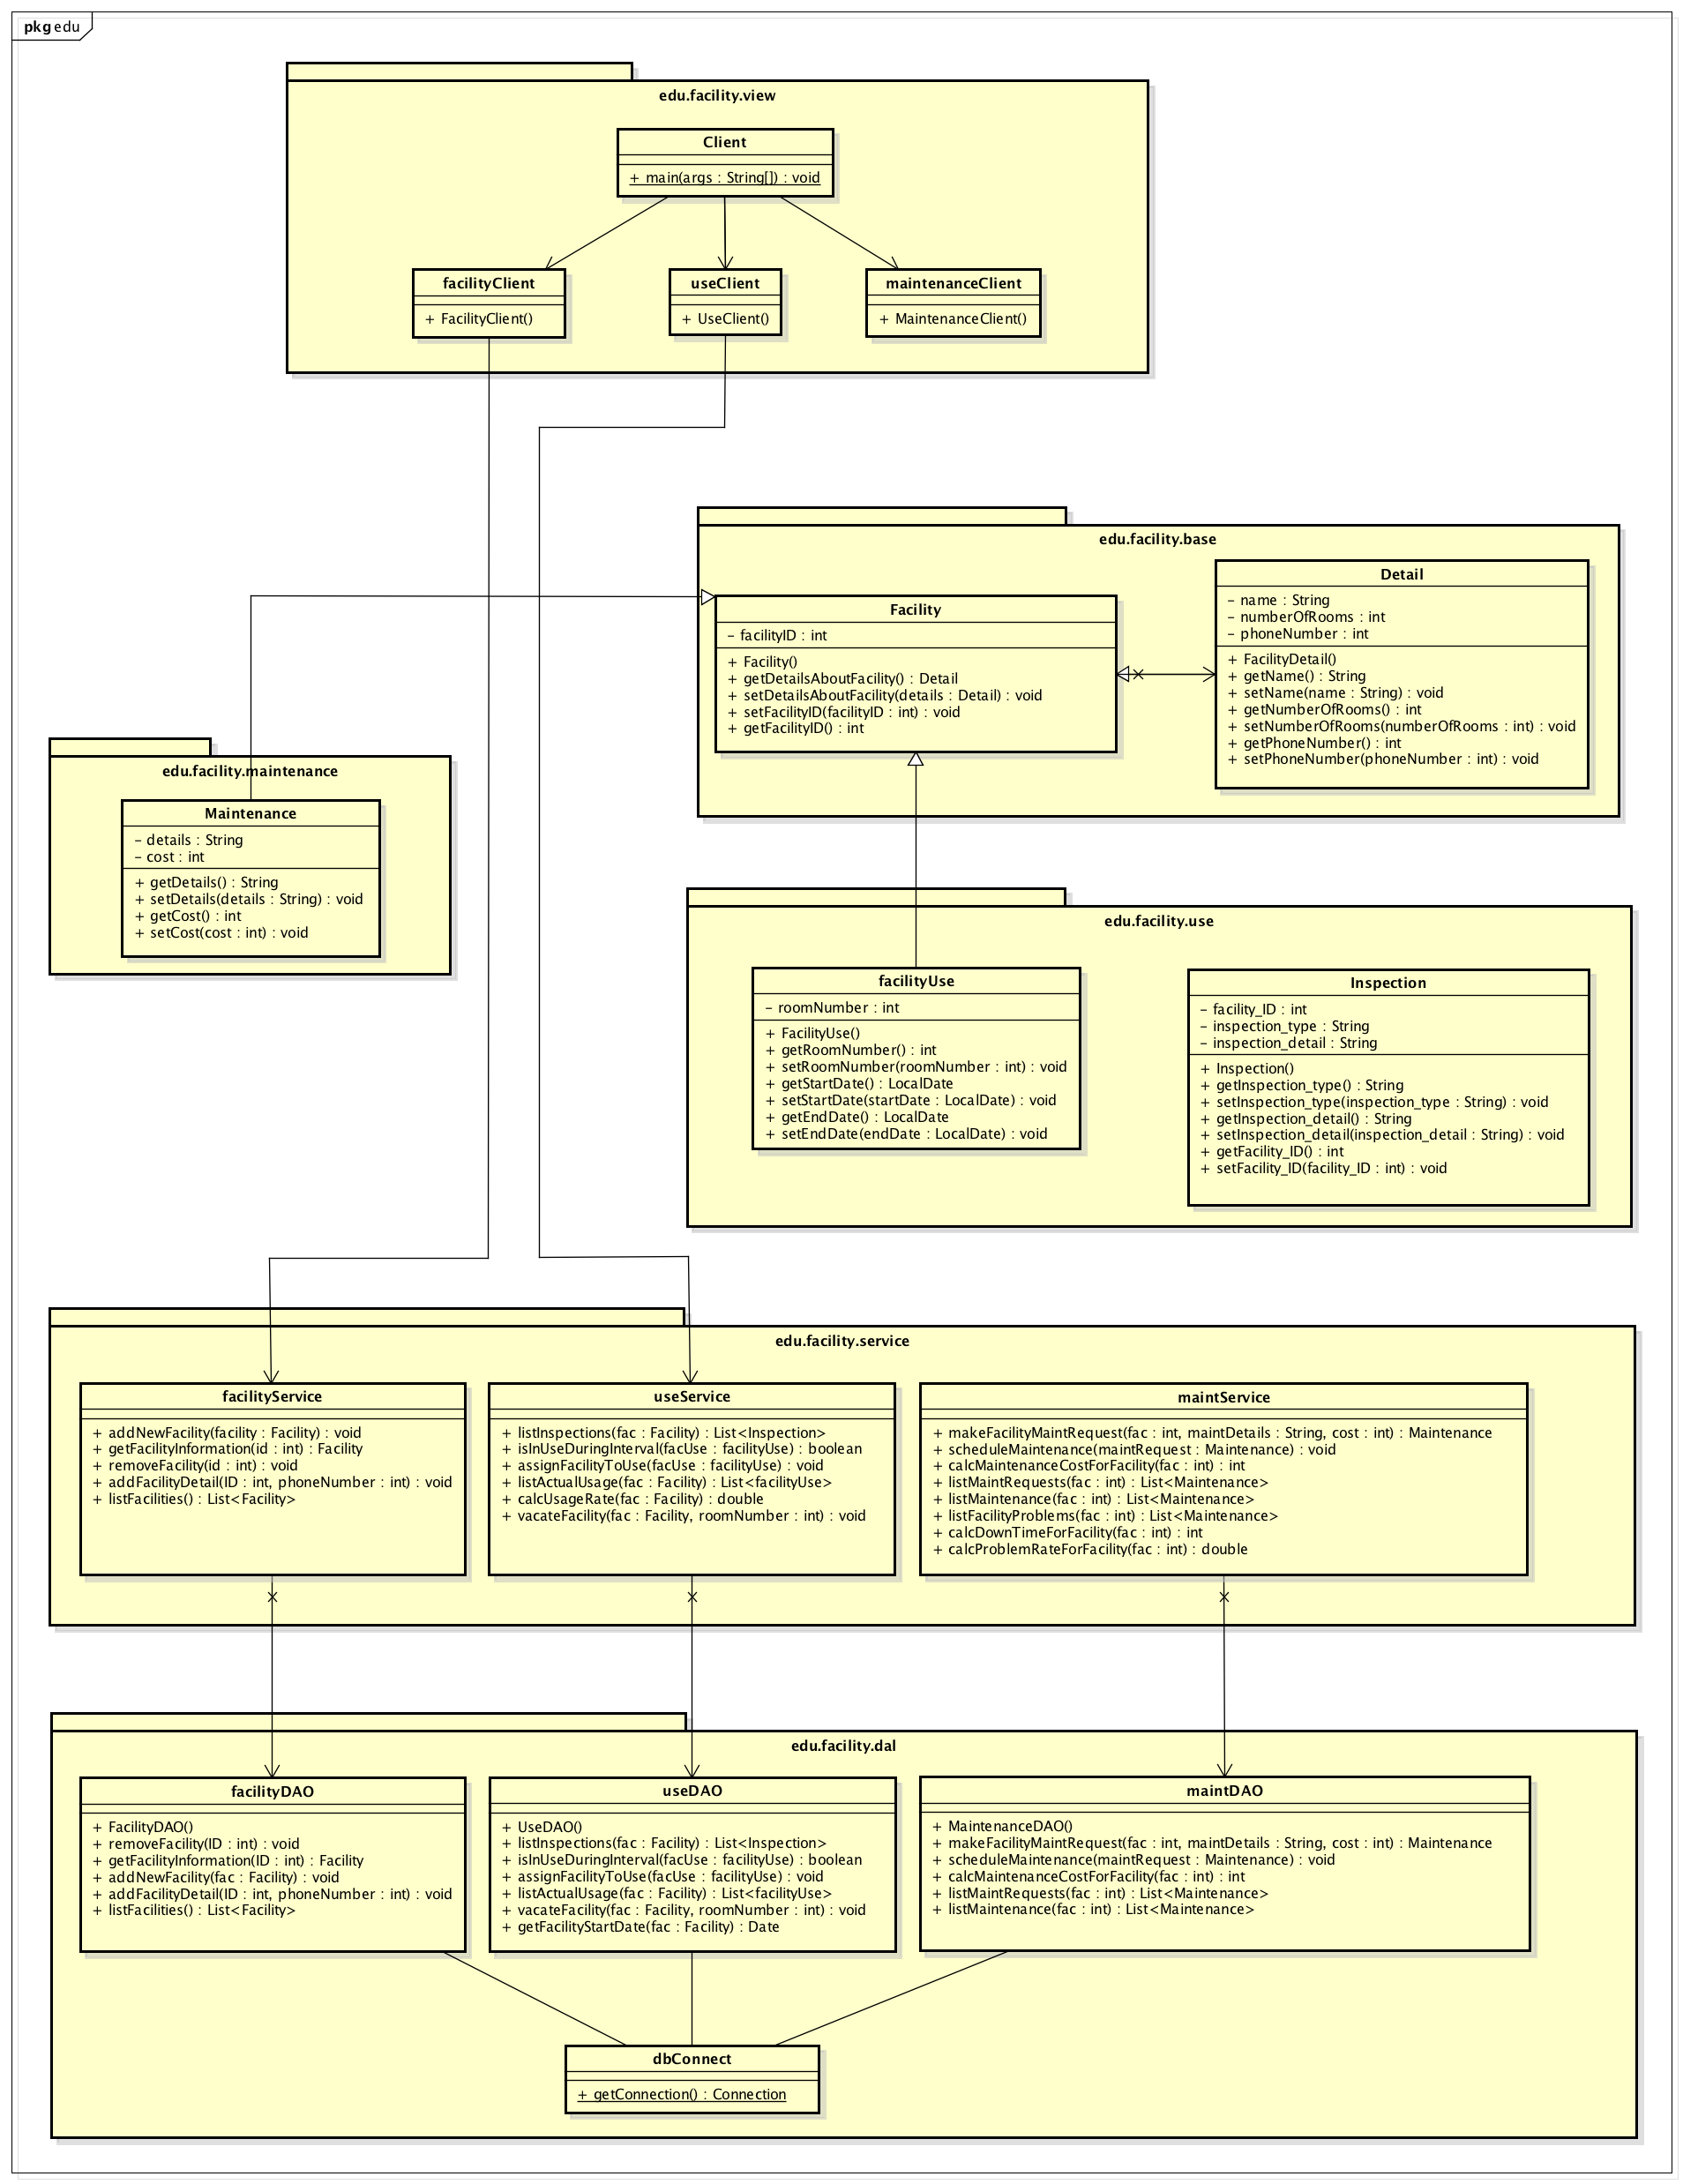 pkg edu
edu.facility.view
Client
+ main(args : String[]) : void
facilityClient
+ FacilityClient()
useClient
+ UseClient()
maintenanceClient
+ MaintenanceClient()
edu.facility.base
Facility
– facilityID : int
+ Facility()
+ getDetailsAboutFacility() : Detail
+ setDetailsAboutFacility(details : Detail) : void
+ setFacilityID(facilityID : int) : void
+ getFacilityID() : int
Detail
– name : String
– numberOfRooms : int
– phoneNumber : int
+ FacilityDetail()
+ getName() : String
+ setName(name : String) : void
+ getNumberOfRooms() : int
+ setNumberOfRooms(numberOfRooms : int) : void
+ getPhoneNumber() : int
+ setPhoneNumber(phoneNumber : int) : void
edu.facility.maintenance
Maintenance
– details : String
– cost : int
+ getDetails() : String
+ setDetails(details : String) : void
+ getCost() : int
+ setCost(cost : int) : void
edu.facility.use
facilityUse
– roomNumber : int
+ FacilityUse()
+ getRoomNumber() : int
+ setRoomNumber(roomNumber : int) : void
+ getStartDate() : LocalDate
+ setStartDate(startDate : LocalDate) : void
+ getEndDate() : LocalDate
+ setEndDate(endDate : LocalDate) : void
Inspection
– facility_ID : int
– inspection_type : String
– inspection_detail : String
+ Inspection()
+ getInspection_type() : String
+ setInspection_type(inspection_type : String) : void
+ getInspection_detail() : String
+ setInspection_detail(inspection_detail : String) : void
+ getFacility_ID() : int
+ setFacility_ID(facility_ID : int) : void
edu.facility.service
facilityService
+ addNewFacility(facility : Facility) : void
+ getFacilityInformation(id : int) : Facility
+ removeFacility(id : int) : void
+ addFacilityDetail(ID : int, phoneNumber : int) : void
+ listFacilities() : List<Facility>
useService
+ listInspections(fac : Facility) : List<Inspection>
+ isInUseDuringInterval(facUse : facilityUse) : boolean
+ assignFacilityToUse(facUse : facilityUse) : void
+ listActualUsage(fac : Facility) : List<facilityUse>
+ calcUsageRate(fac : Facility) : double
+ vacateFacility(fac : Facility, roomNumber : int) : void
maintService
+ makeFacilityMaintRequest(fac : int, maintDetails : String, cost : int) : Maintenance
+ scheduleMaintenance(maintRequest : Maintenance) : void
+ calcMaintenanceCostForFacility(fac : int) : int
+ listMaintRequests(fac : int) : List<Maintenance>
+ listMaintenance(fac : int) : List<Maintenance>
+ listFacilityProblems(fac : int) : List<Maintenance>
+ calcDownTimeForFacility(fac : int) : int
+ calcProblemRateForFacility(fac : int) : double
edu.facility.dal
facilityDAO
+ FacilityDAO()
+ removeFacility(ID : int) : void
+ getFacilityInformation(ID : int) : Facility
+ addNewFacility(fac : Facility) : void
+ addFacilityDetail(ID : int, phoneNumber : int) : void
+ listFacilities() : List<Facility>
useDAO
+ UseDAO()
+ listInspections(fac : Facility) : List<Inspection>
+ isInUseDuringInterval(facUse : facilityUse) : boolean
+ assignFacilityToUse(facUse : facilityUse) : void
+ listActualUsage(fac : Facility) : List<facilityUse>
+ vacateFacility(fac : Facility, roomNumber : int) : void
+ getFacilityStartDate(fac : Facility) : Date
maintDAO
+ MaintenanceDAO()
+ makeFacilityMaintRequest(fac : int, maintDetails : String, cost : int) : Maintenance
+ scheduleMaintenance(maintRequest : Maintenance) : void
+ calcMaintenanceCostForFacility(fac : int) : int
+ listMaintRequests(fac : int) : List<Maintenance>
+ listMaintenance(fac : int) : List<Maintenance>
dbConnect
+ getConnection() : Connection